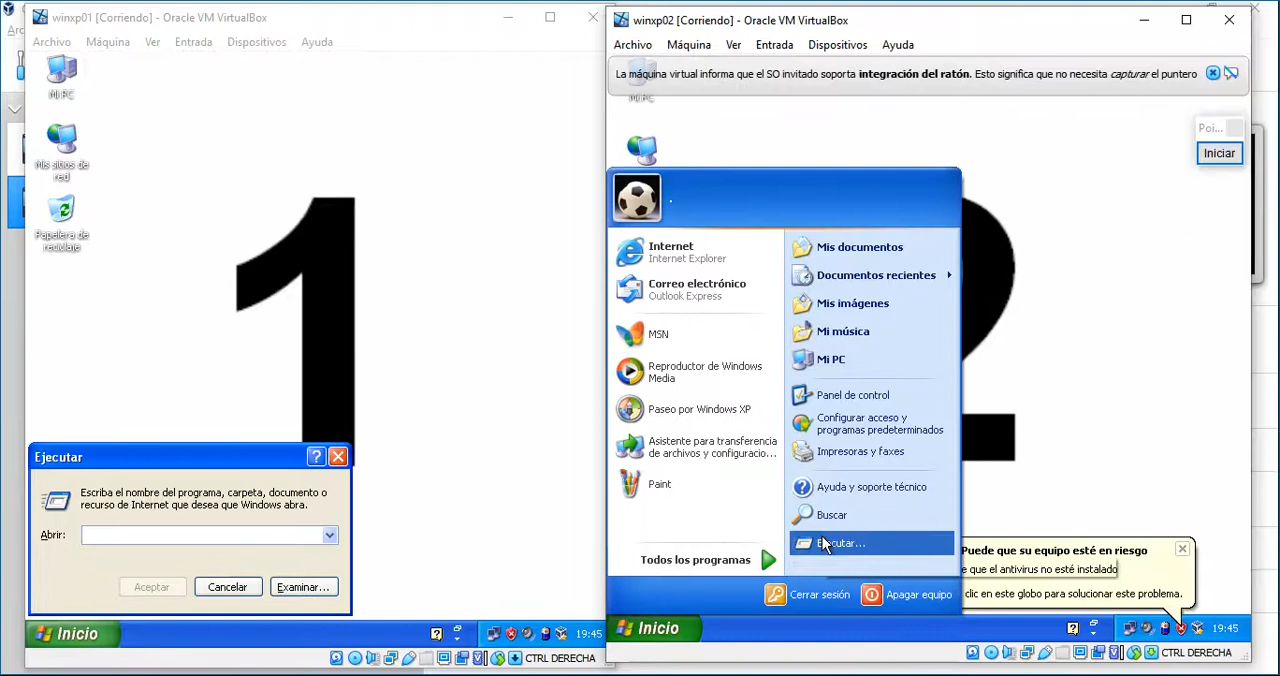 winxp01 [Corriendo] - Oracle VM VirtualBox
Archivo Máquina Ver Entrada Dispositivos Ayuda
Mi PC
Mis sitios de
red
Papelera de
reciclaje
1
Ejecutar
Escriba el nombre del programa, carpeta, documento o
recurso de Internet que desea que Windows abra.
Abrir:
Aceptar Cancelar Examinar...
Inicio
19:45
CTRL DERECHA
winxp02 [Corriendo] - Oracle VM VirtualBox
Archivo Máquina Ver Entrada Dispositivos Ayuda
La máquina virtual informa que el SO invitado soporta integración del ratón. Esto significa que no necesita capturar el puntero
Mi PC
Poi...
Iniciar
.
Internet
Internet Explorer
Correo electrónico
Outlook Express
MSN
Reproductor de Windows
Media
Paseo por Windows XP
Asistente para transferencia
de archivos y configuracio...
Paint
Todos los programas
Mis documentos
Documentos recientes
Mis imágenes
Mi música
Mi PC
Panel de control
Configurar acceso y
programas predeterminados
Impresoras y faxes
Ayuda y soporte técnico
Buscar
Ejecutar...
Cerrar sesión Apagar equipo
Puede que su equipo esté en riesgo
e que el antivirus no esté instalado
clic en este globo para solucionar este problema.
Inicio
19:45
CTRL DERECHA